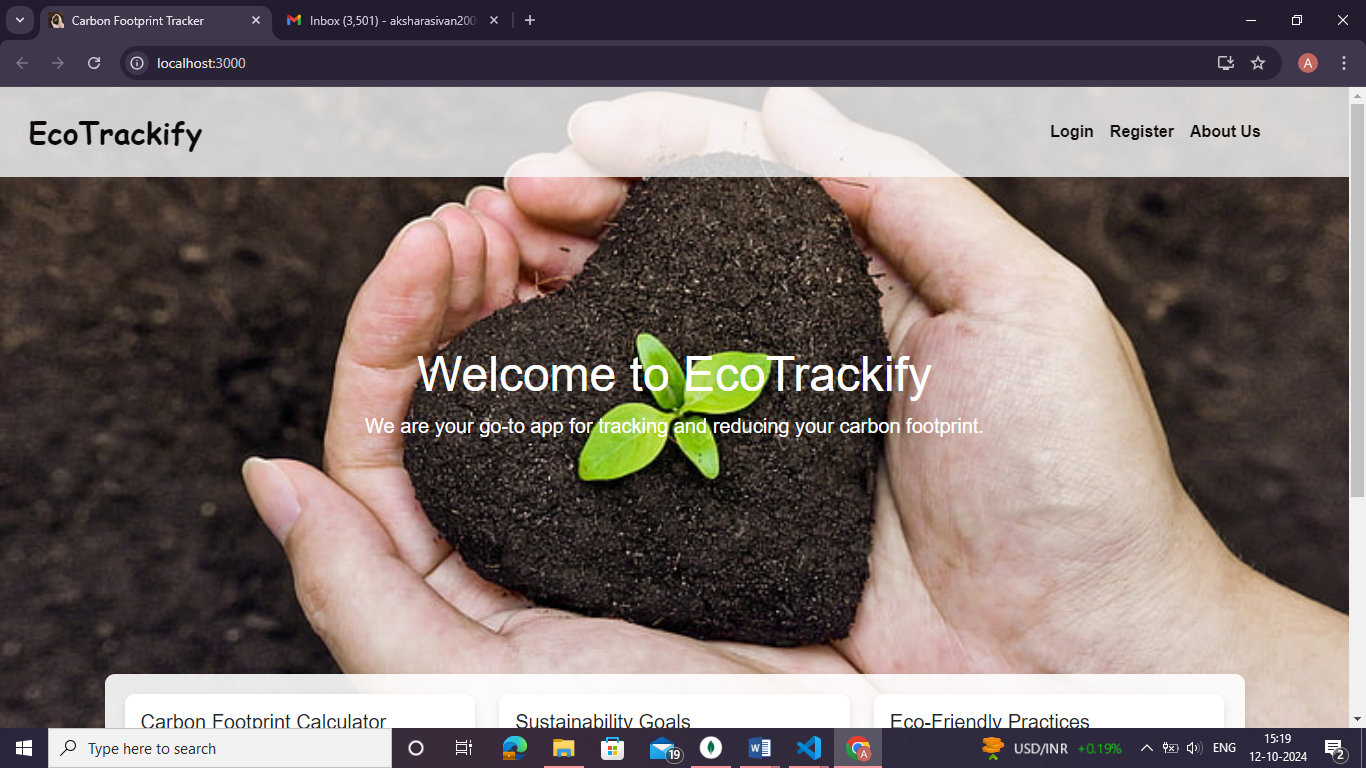 Carbon Footprint Tracker
Inbox (3,501) - aksharasivan200
localhost:3000
A
EcoTrackify
Login Register About Us
Welcome to EcoTrackify
We are your go-to app for tracking and reducing your carbon footprint.
Carbon Footprint Calculator
Sustainability Goals
Eco-Friendly Practices
Type here to search
19
A
USD/INR +0.19%
ENG
15:19
12-10-2024
2